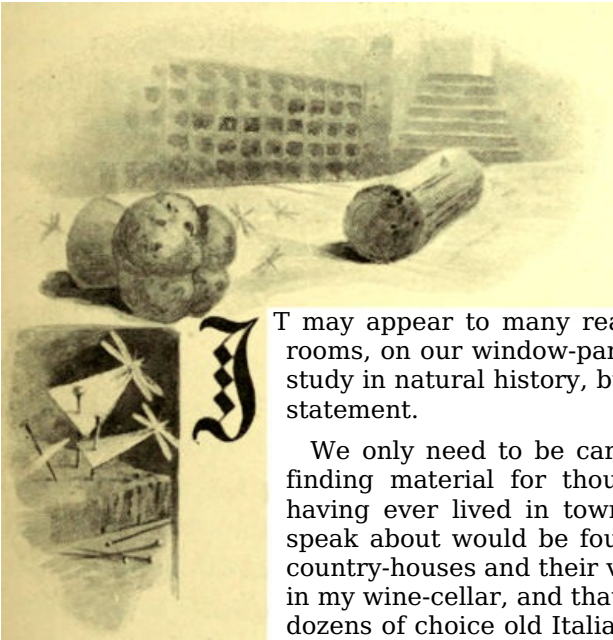 IT may appear to many rea
rooms, on our window-par
study in natural history, b
statement.
We only need to be car
finding material for thou
having ever lived in town
speak about would be fou
country-houses and their v
in my wine-cellar, and tha
dozens of choice old Italia